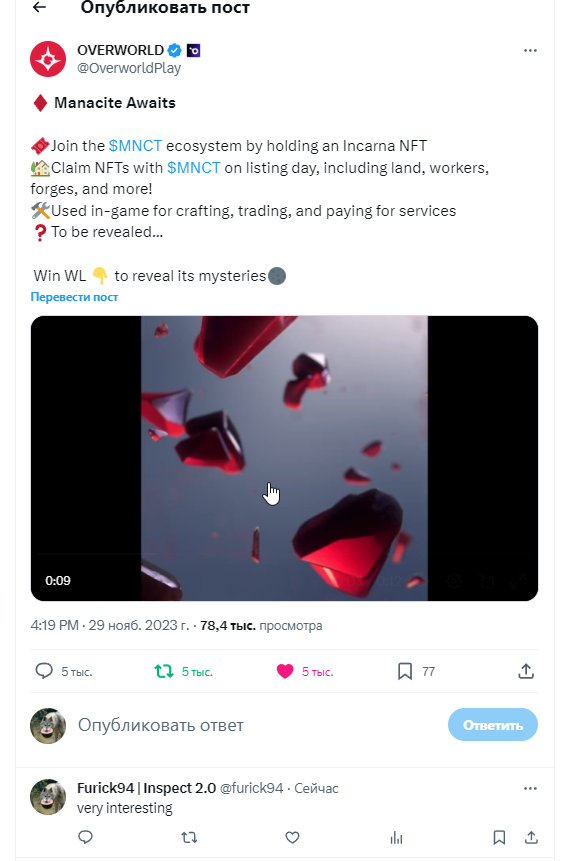 Опубликовать пост
OVERWORLD
@OverworldPlay
Manacite Awaits
Join the $MNCT ecosystem by holding an Incarna NFT
Claim NFTs with $MNCT on listing day, including land, workers,
forges, and more!
Used in-game for crafting, trading, and paying for services
To be revealed...
Win WL 👇 to reveal its mysteries🌑
Перевести пост
0:09
4:19 PM · 29 нояб. 2023 г. · 78,4 тыс. просмотра
5 тыс. 5 тыс. 5 тыс. 77
Опубликовать ответ
Ответить
Furick94 | Inspect 2.0 @furick94 · Сейчас
very interesting